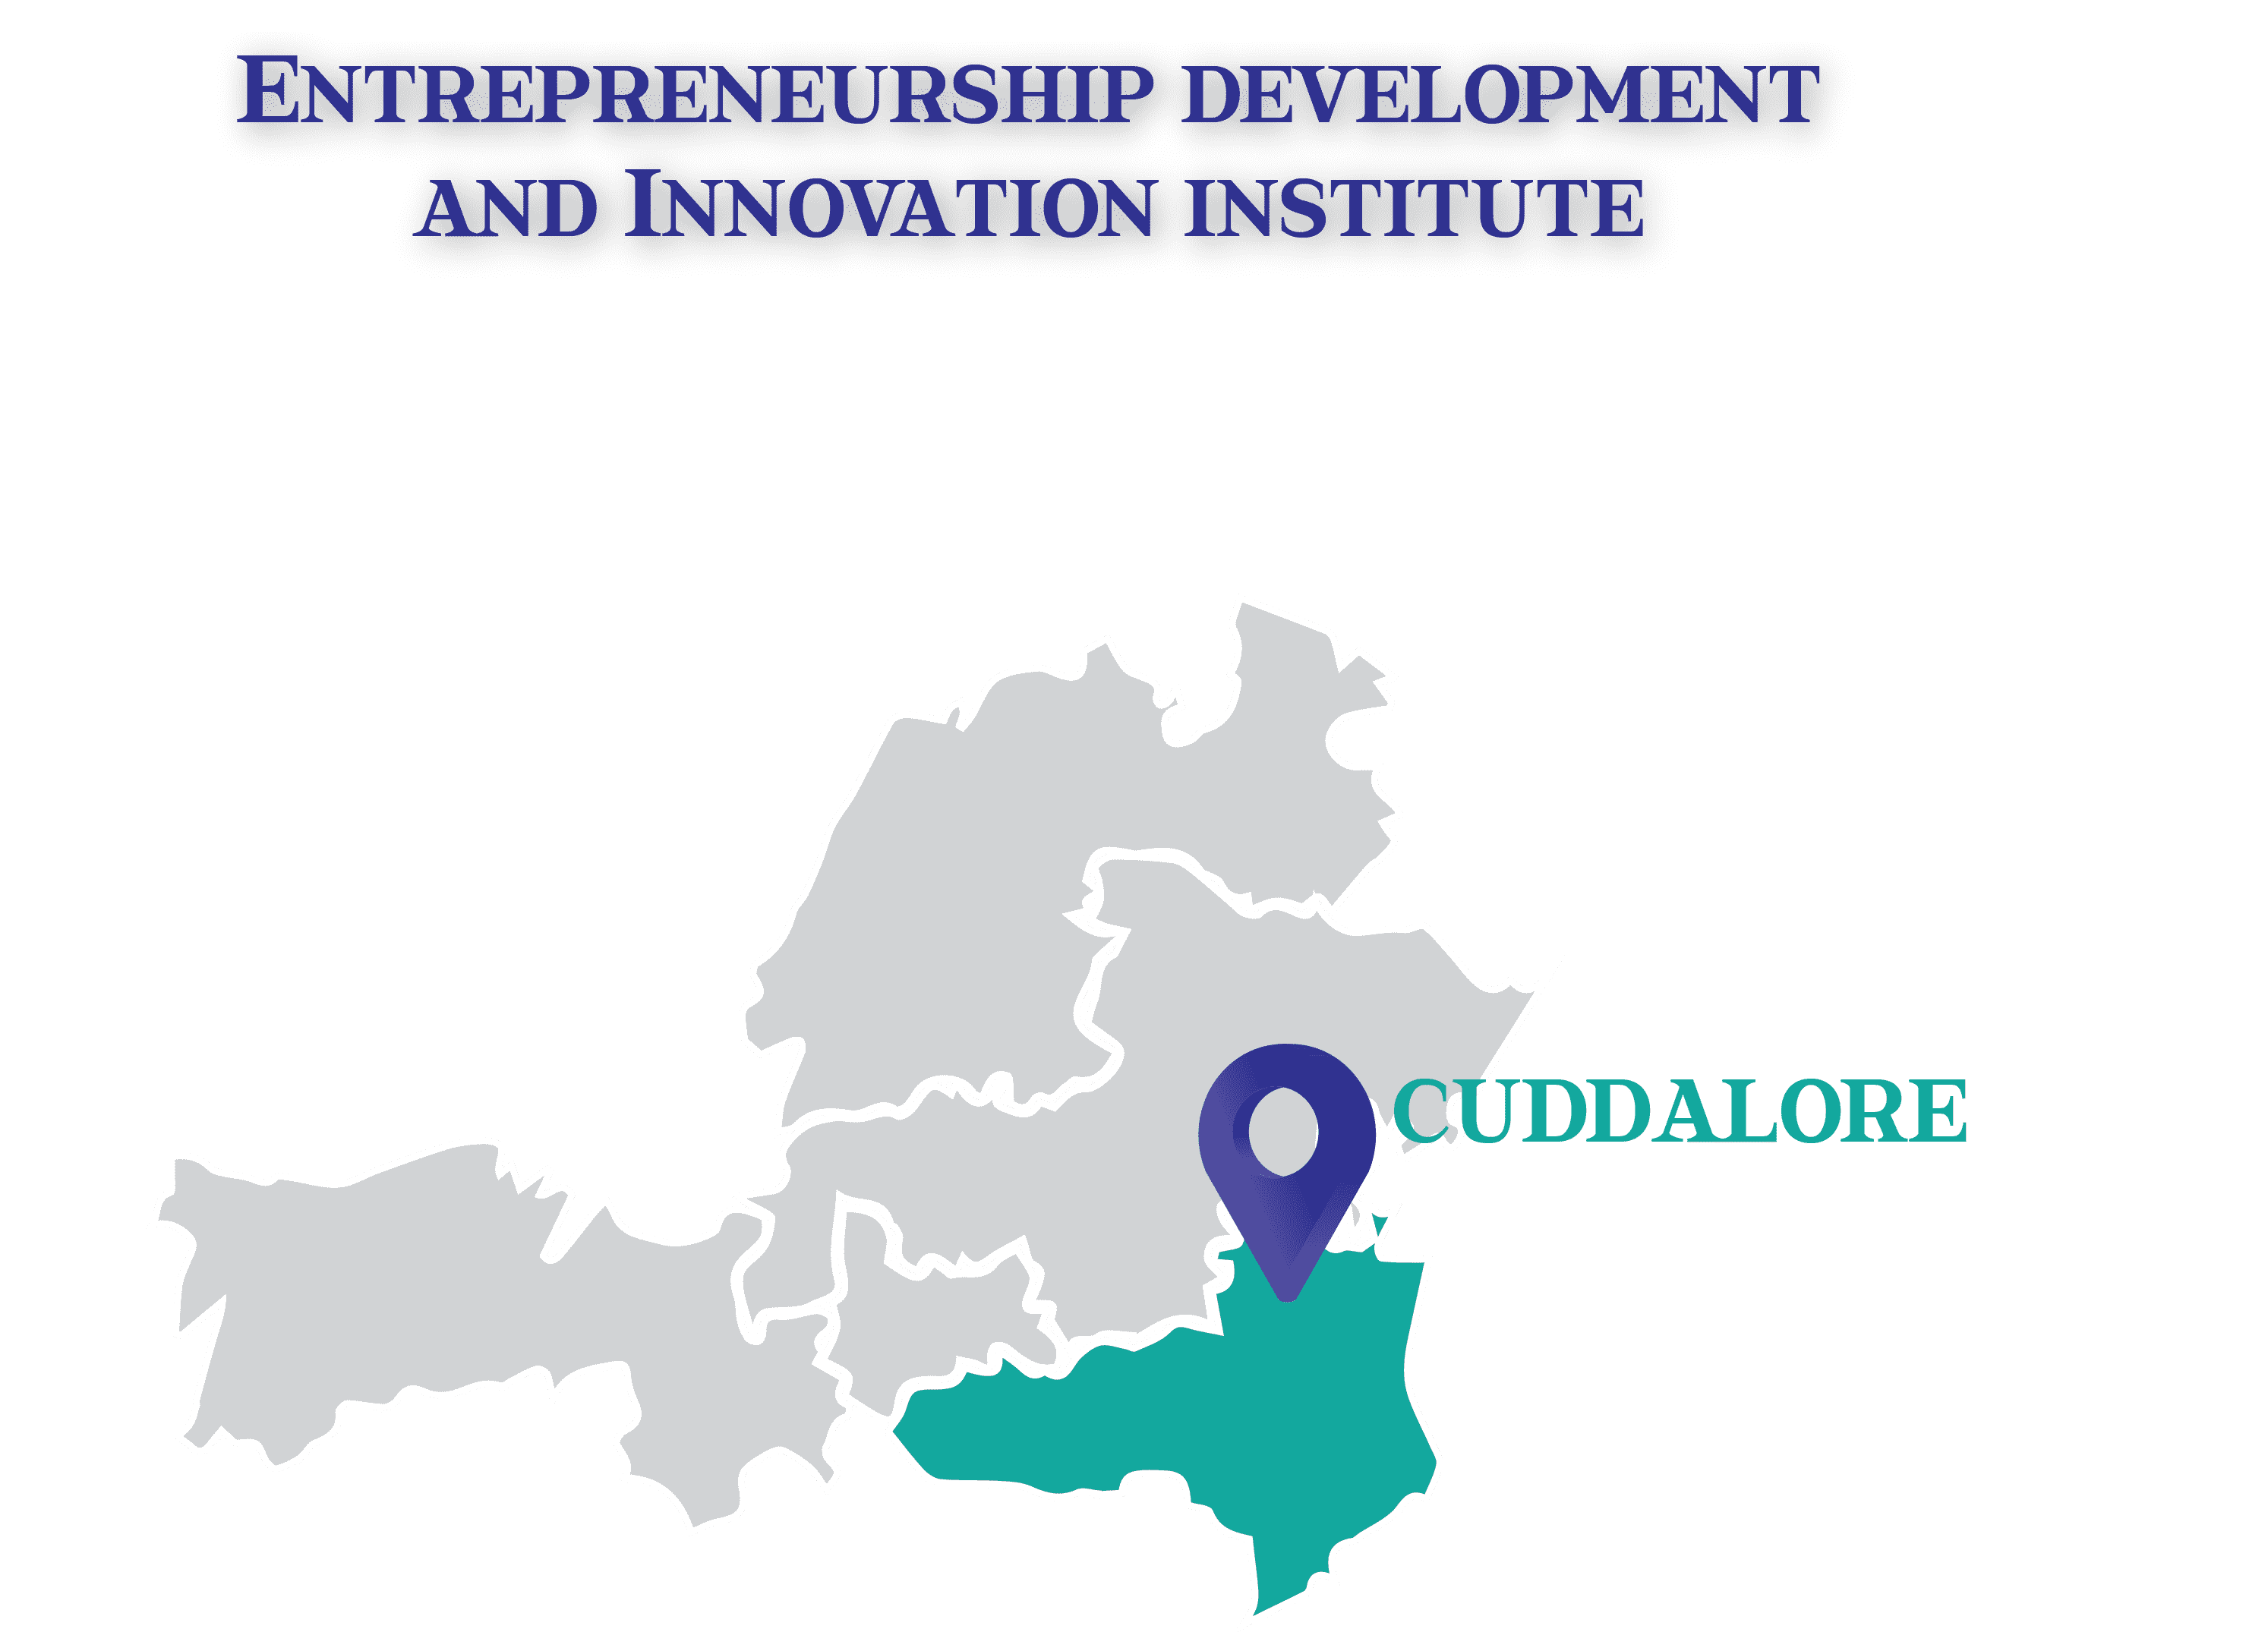 Entrepreneurship development
and Innovation institute
Cuddalore